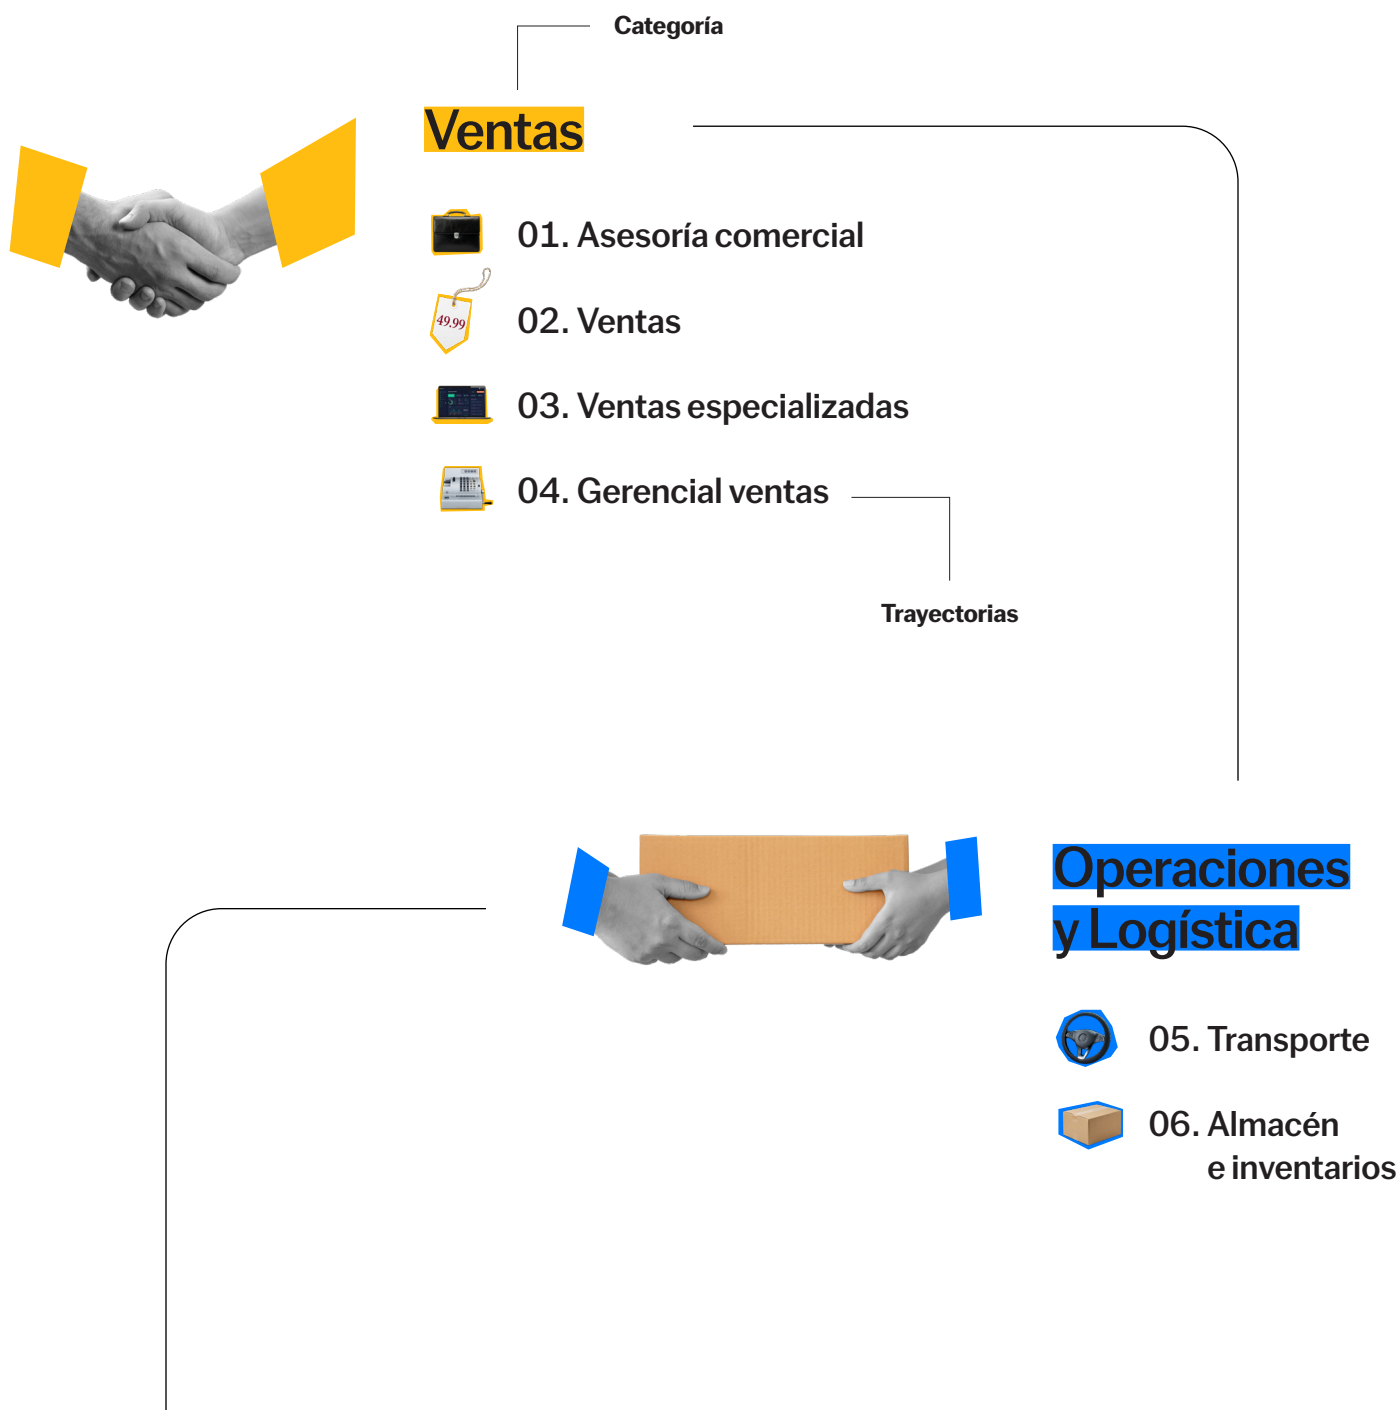 Categoría
Ventas
01. Asesoría comercial
49.99
02. Ventas
03. Ventas especializadas
04. Gerencial ventas
Trayectorias
Operaciones
y Logística
05. Transporte
06. Almacén
e inventarios